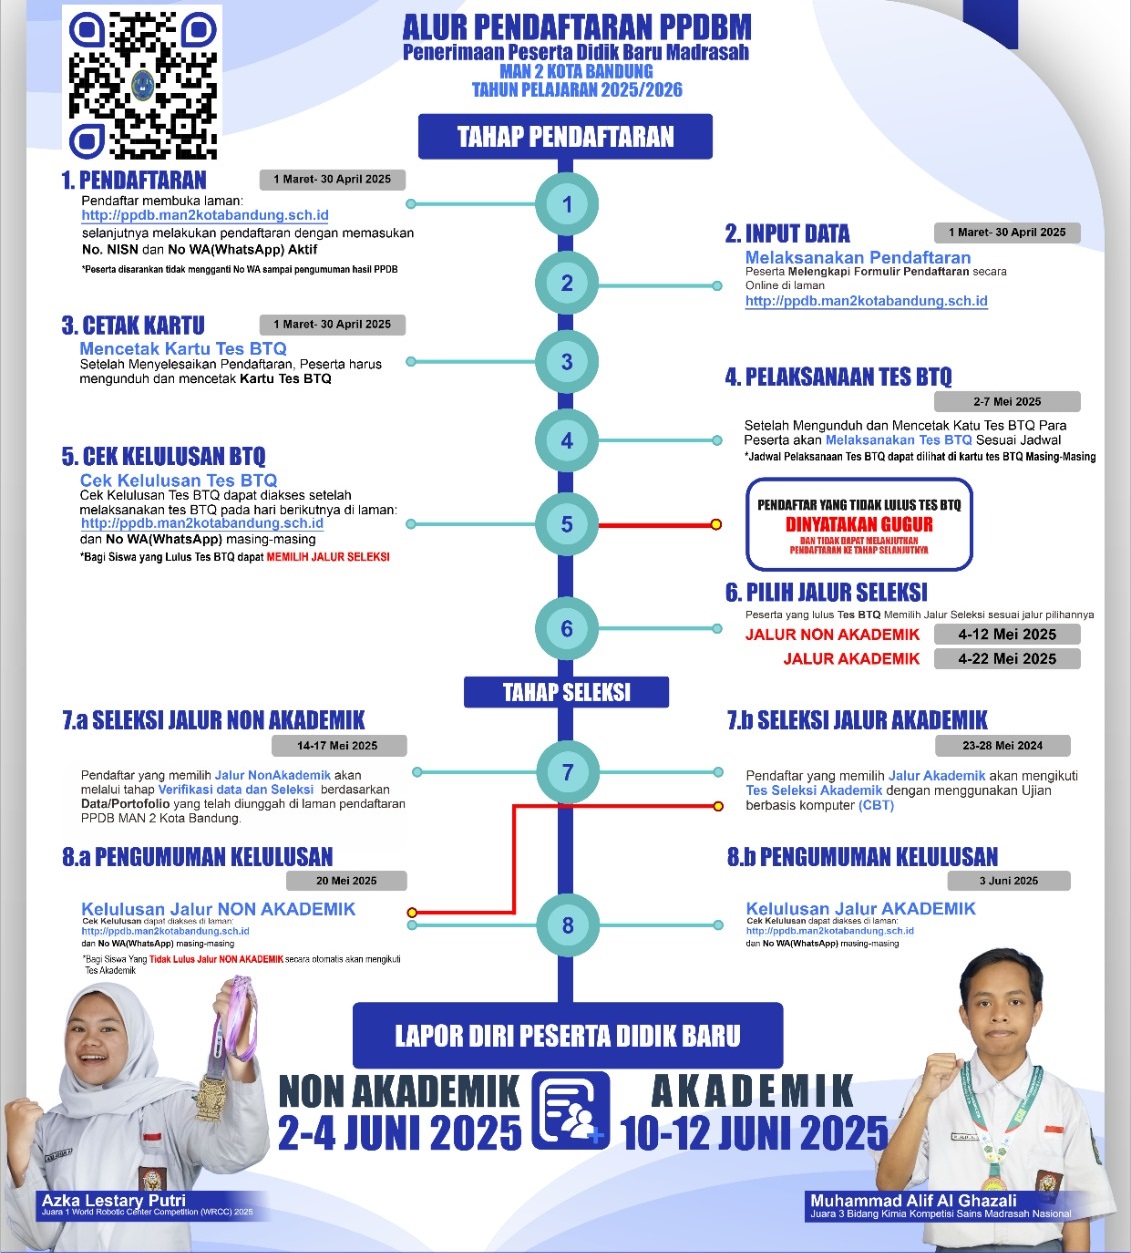 ALUR PENDAFTARAN PPDBM
Penerimaan Peserta Didik Baru Madrasah
MAN 2 KOTA BANDUNG
TAHUN PELAJARAN 2025/2026
TAHAP PENDAFTARAN
1. PENDAFTARAN
1 Maret- 30 April 2025
Pendaftar membuka laman:
http://ppdb.man2kotabandung.sch.id
selanjutnya melakukan pendaftaran dengan memasukan
No. NISN dan No WA(WhatsApp) Aktif
*Peserta disarankan tidak mengganti No WA sampai pengumuman hasil PPDB
1
2. INPUT DATA
1 Maret- 30 April 2025
Melaksanakan Pendaftaran
Peserta Melengkapi Formulir Pendaftaran secara
Online di laman
http://ppdb.man2kotabandung.sch.id
2
3. CETAK KARTU
1 Maret- 30 April 2025
Mencetak Kartu Tes BTQ
Setelah Menyelesaikan Pendaftaran, Peserta harus
mengunduh dan mencetak Kartu Tes BTQ
3
4. PELAKSANAAN TES BTQ
2-7 Mei 2025
Setelah Mengunduh dan Mencetak Katu Tes BTQ Para
Peserta akan Melaksanakan Tes BTQ Sesuai Jadwal
*Jadwal Pelaksanaan Tes BTQ dapat dilihat di kartu tes BTQ Masing-Masing
4
5. CEK KELULUSAN BTQ
Cek Kelulusan Tes BTQ
Cek Kelulusan Tes BTQ dapat diakses setelah
melaksanakan tes BTQ pada hari berikutnya di laman:
http://ppdb.man2kotabandung.sch.id
dan No WA(WhatsApp) masing-masing
*Bagi Siswa yang Lulus Tes BTQ dapat MEMILIH JALUR SELEKSI
5
PENDAFTAR YANG TIDAK LULUS TES BTQ
DINYATAKAN GUGUR
DAN TIDAK DAPAT MELANJUTKAN
PENDAFTARAN KE TAHAP SELANJUTNYA
6. PILIH JALUR SELEKSI
Peserta yang lulus Tes BTQ Memilih Jalur Seleksi sesuai jalur pilihannya
JALUR NON AKADEMIK 4-12 Mei 2025
JALUR AKADEMIK 4-22 Mei 2025
6
TAHAP SELEKSI
7.a SELEKSI JALUR NON AKADEMIK
14-17 Mei 2025
Pendaftar yang memilih Jalur NonAkademik akan
melalui tahap Verifikasi data dan Seleksi berdasarkan
Data/Portofolio yang telah diunggah di laman pendaftaran
PPDB MAN 2 Kota Bandung.
7
7.b SELEKSI JALUR AKADEMIK
23-28 Mei 2024
Pendaftar yang memilih Jalur Akademik akan mengikuti
Tes Seleksi Akademik dengan menggunakan Ujian
berbasis komputer (CBT)
8.a PENGUMUMAN KELULUSAN
20 Mei 2025
Kelulusan Jalur NON AKADEMIK
Cek Kelulusan dapat diakses di laman:
http://ppdb.man2kotabandung.sch.id
dan No WA(WhatsApp) masing-masing
*Bagi Siswa Yang Tidak Lulus Jalur NON AKADEMIK secara otomatis akan mengikuti
Tes Akademik
8
8.b PENGUMUMAN KELULUSAN
3 Juni 2025
Kelulusan Jalur AKADEMIK
Cek Kelulusan dapat diakses di laman:
http://ppdb.man2kotabandung.sch.id
dan No WA(WhatsApp) masing-masing
LAPOR DIRI PESERTA DIDIK BARU
NON AKADEMIK
2-4 JUNI 2025
AKADEMIK
10-12 JUNI 2025
Azka Lestary Putri
Juara 1 World Robotic Center Competition (WRCC) 2025
Muhammad Alif Al Ghazali
Juara 3 Bidang Kimia Kompetisi Sains Madrasah Nasional